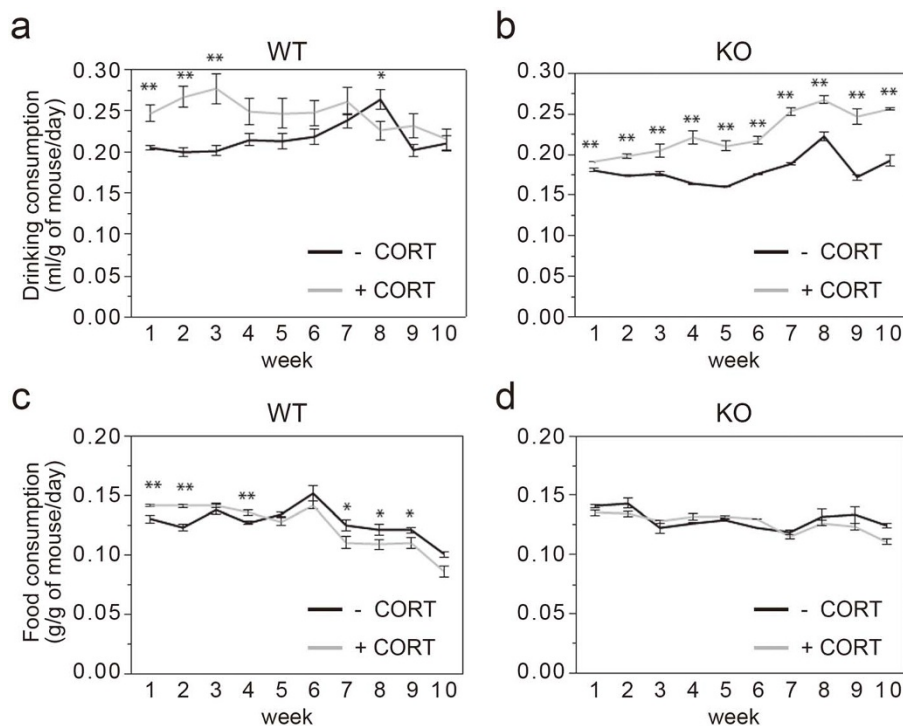 a
WT
Drinking consumption
(ml/g of mouse/day)
0.30
0.25
0.20
0.15
0.10
0.05
0.00
** ** ** *
- CORT
+ CORT
1 2 3 4 5 6 7 8 9 10
week
b
KO
0.30
0.25
0.20
0.15
0.10
0.05
0.00
** ** ** ** ** ** ** ** ** **
- CORT
+ CORT
1 2 3 4 5 6 7 8 9 10
week
c
WT
Food consumption
(g/g of mouse/day)
0.20
0.15
0.10
0.05
0.00
** ** ** * * *
- CORT
+ CORT
1 2 3 4 5 6 7 8 9 10
week
d
KO
0.20
0.15
0.10
0.05
0.00
- CORT
+ CORT
1 2 3 4 5 6 7 8 9 10
week